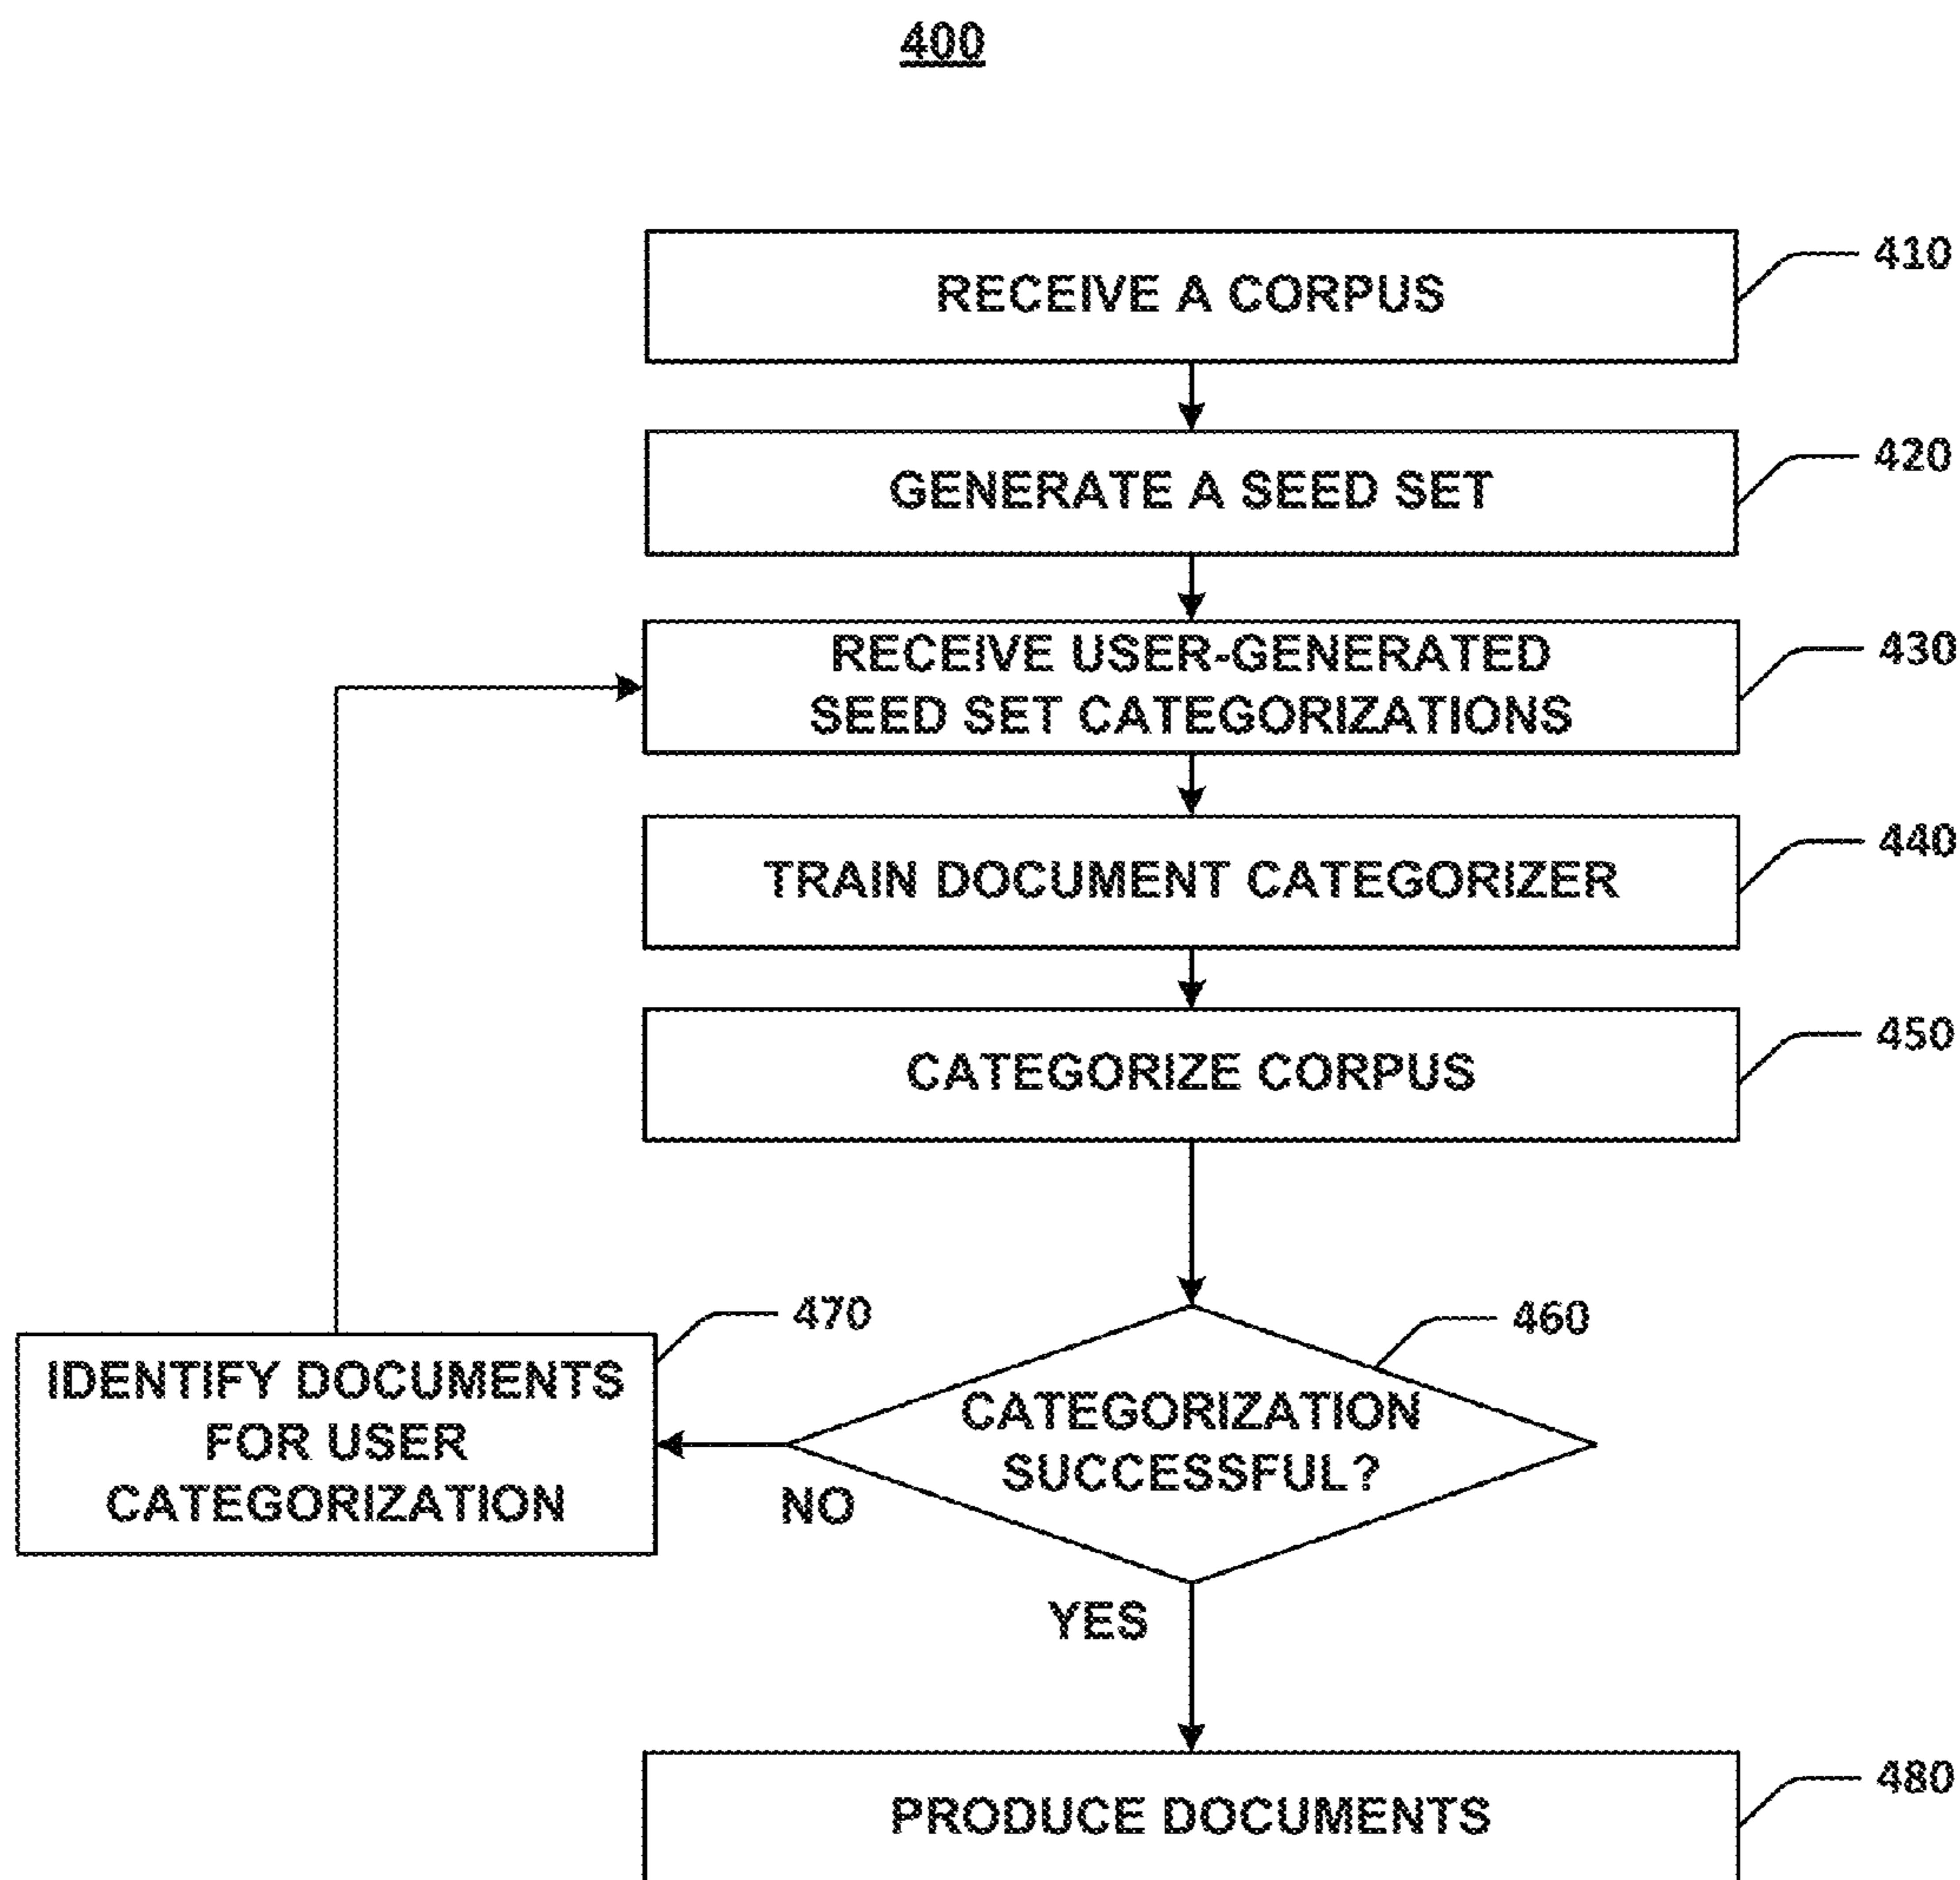 400
RECEIVE A CORPUS
410
GENERATE A SEED SET
420
RECEIVE USER-GENERATED
SEED SET CATEGORIZATIONS
430
TRAIN DOCUMENT CATEGORIZER
440
CATEGORIZE CORPUS
450
CATEGORIZATION
SUCCESSFUL?
460
NO
IDENTIFY DOCUMENTS
FOR USER
CATEGORIZATION
470
YES
PRODUCE DOCUMENTS
480